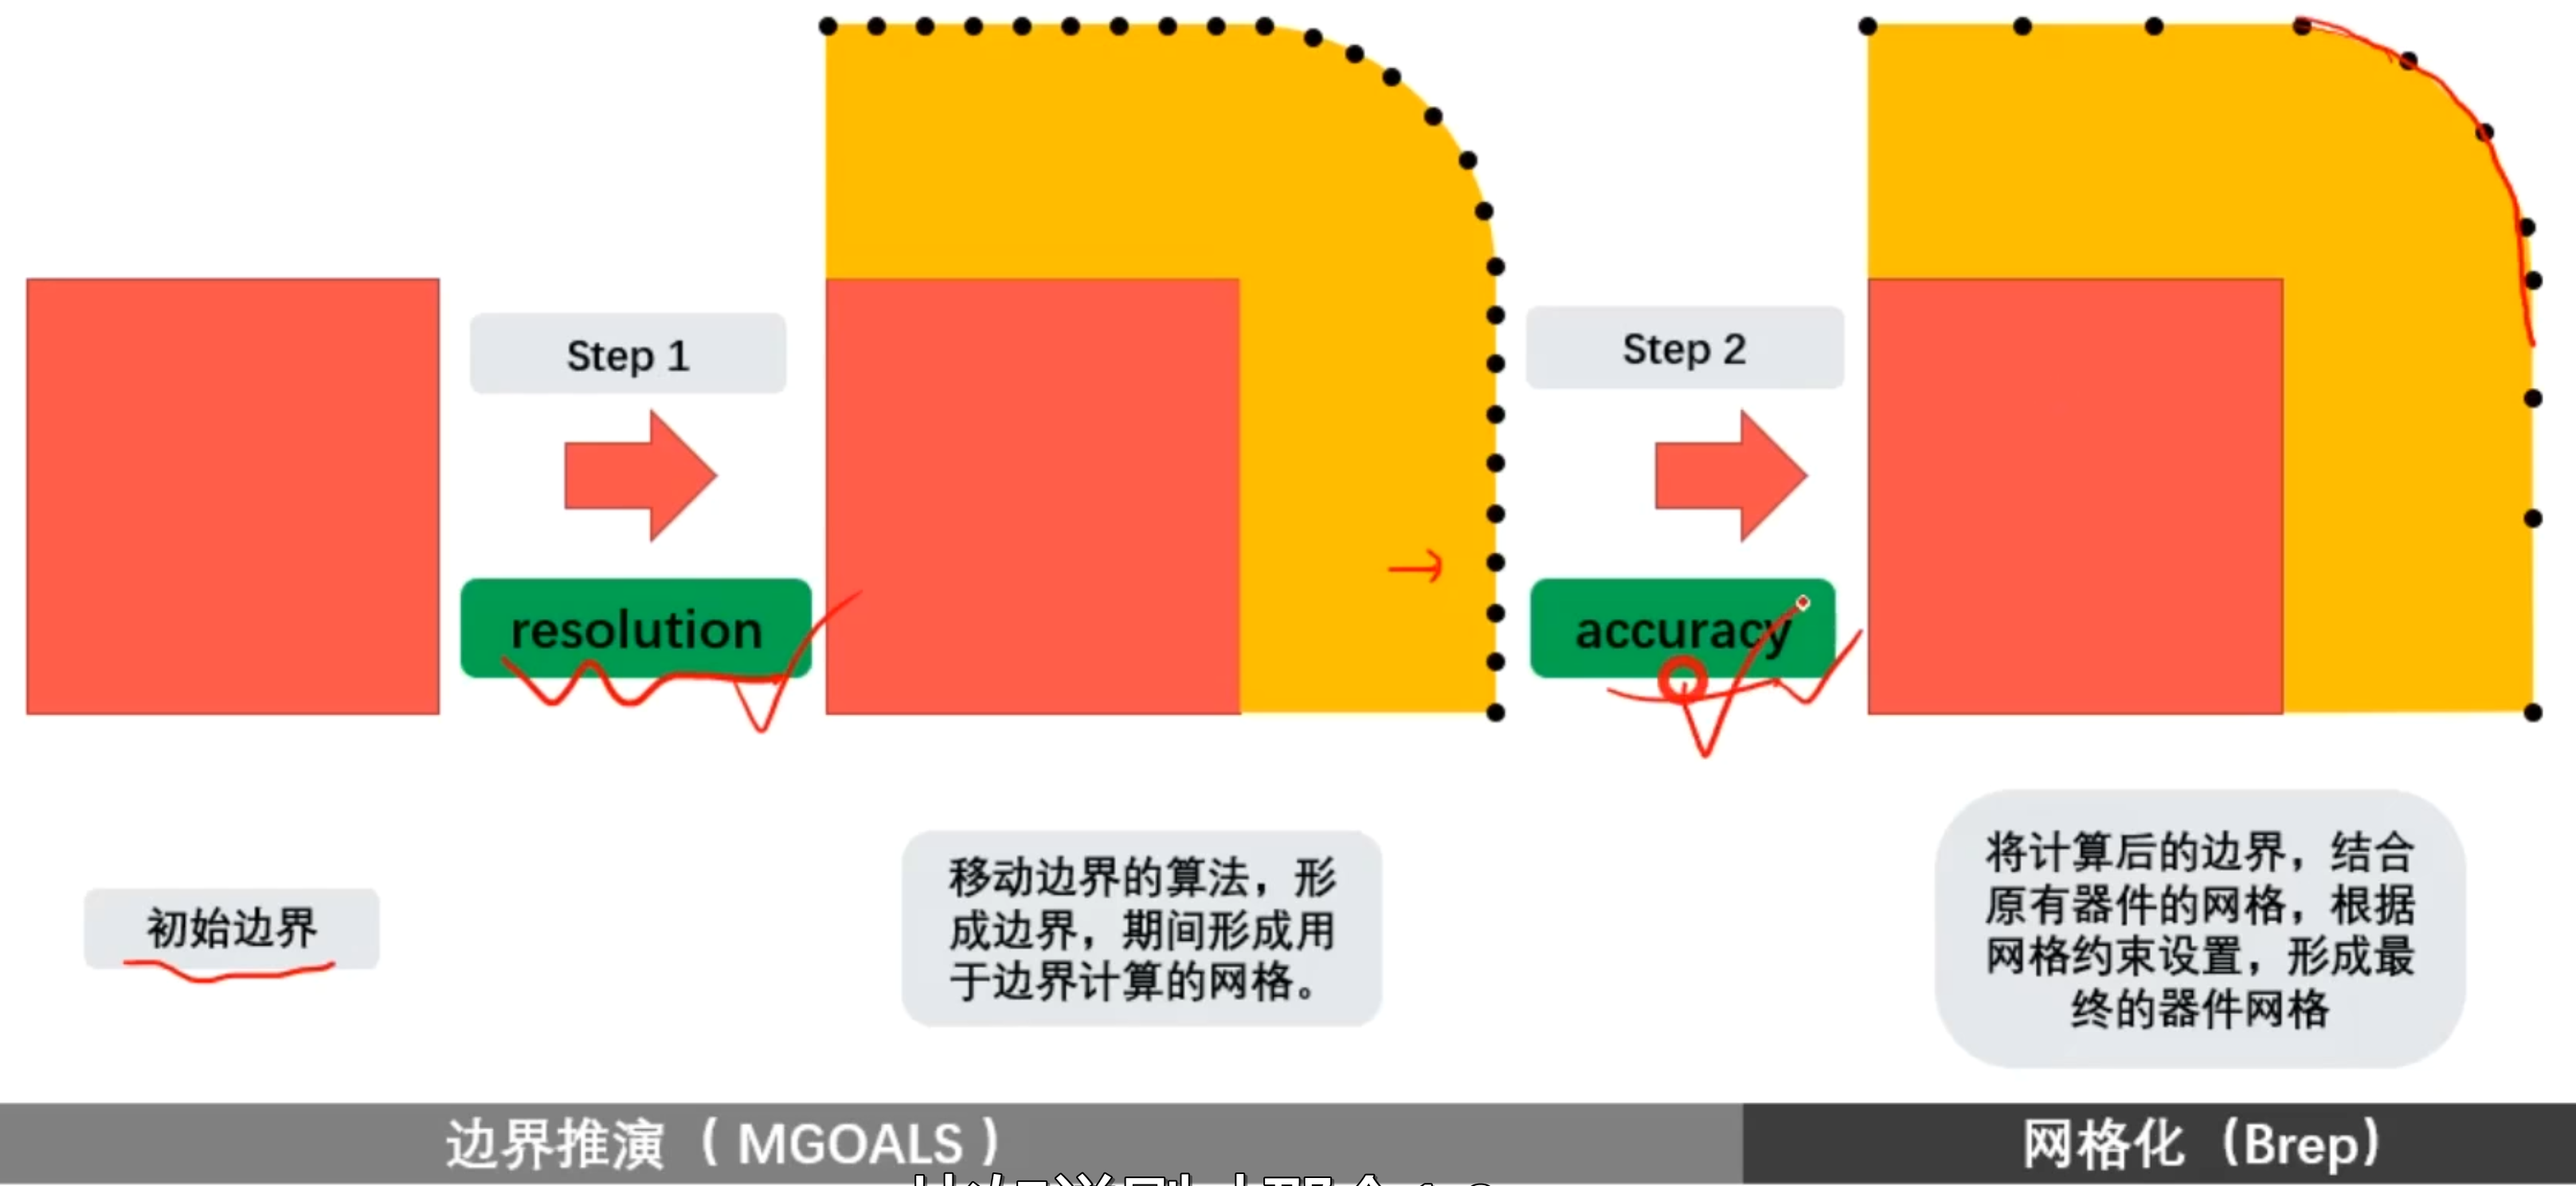 Step 1
resolution
Step 2
accuracy
初始边界
移动边界的算法，形
成边界，期间形成用
于边界计算的网格。
将计算后的边界，结合
原有器件的网格，根据
网格约束设置，形成最
终的器件网格
边界推演（ MGOALS ）
网格化（Brep）